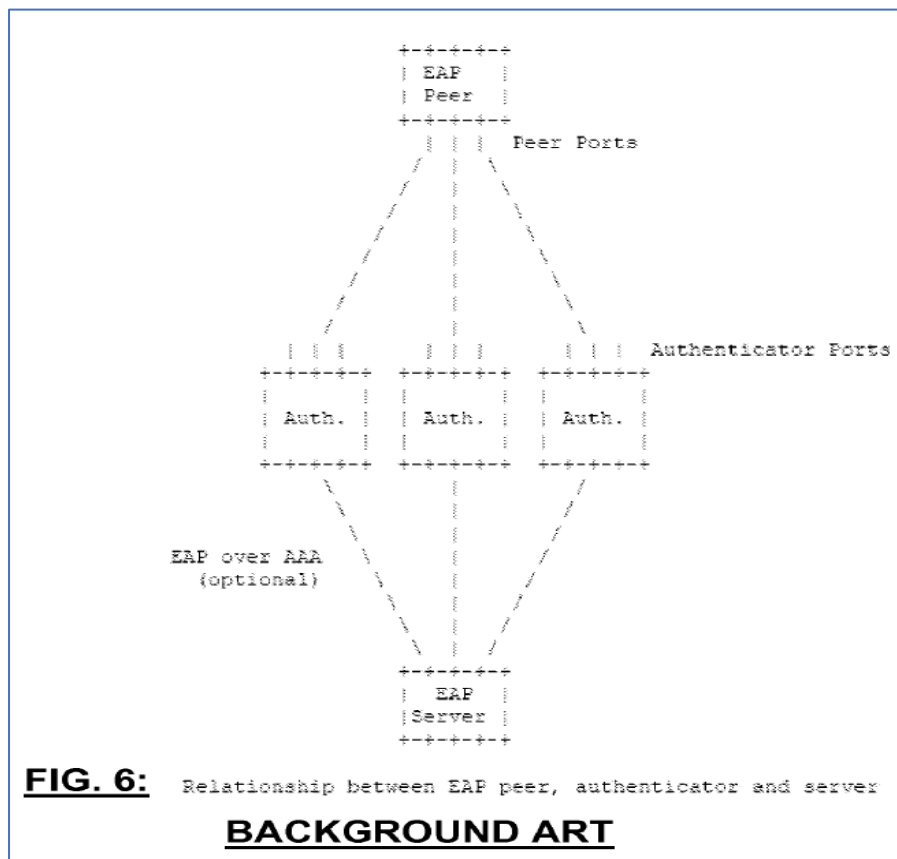 EAP
Peer
Peer Ports
Authenticator Ports
Auth. Auth. Auth.
EAP over AAA
(optional)
EAP
Server
FIG. 6: Relationship between EAP peer, authenticator and server
BACKGROUND ART